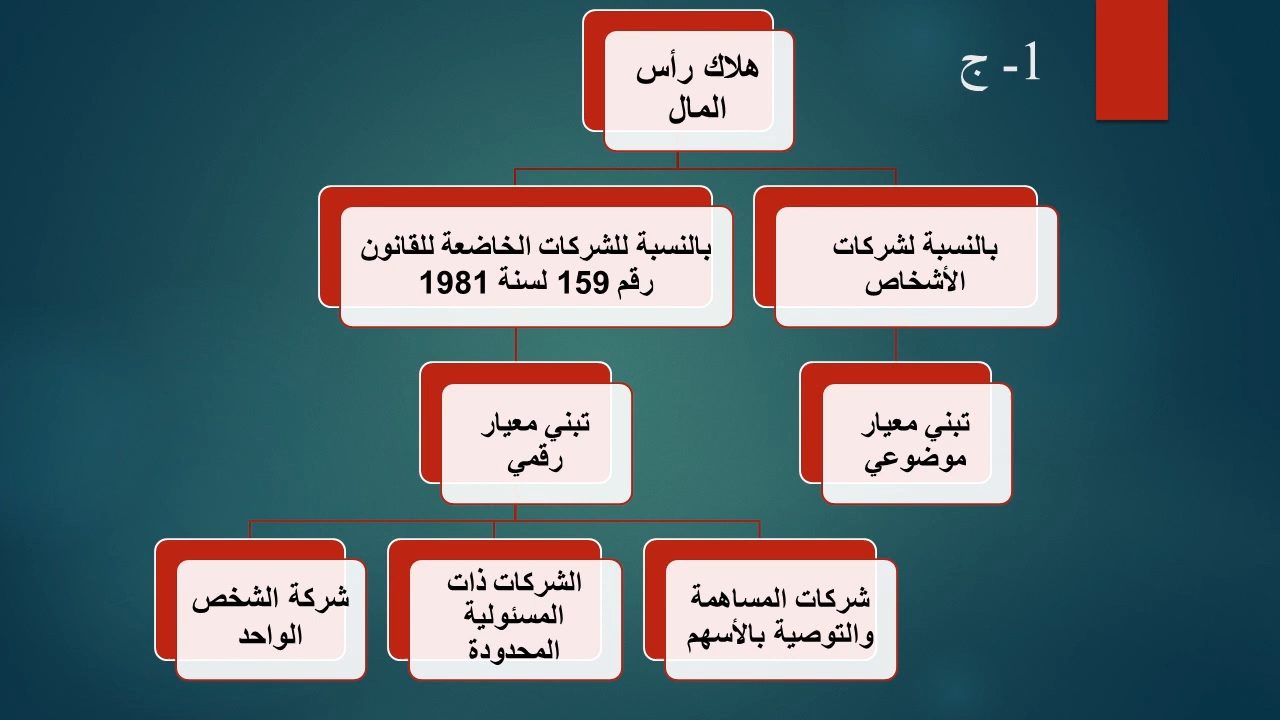 1- ج
هلاك رأس
المال
بالنسبة لشركات
الأشخاص
بالنسبة للشركات الخاضعة للقانون
رقم 159 لسنة 1981
تبني معيار
موضوعي
تبني معيار
رقمي
شركات المساهمة
والتوصية بالأسهم
الشركات ذات
المسئولية
المحدودة
شركة الشخص
الواحد